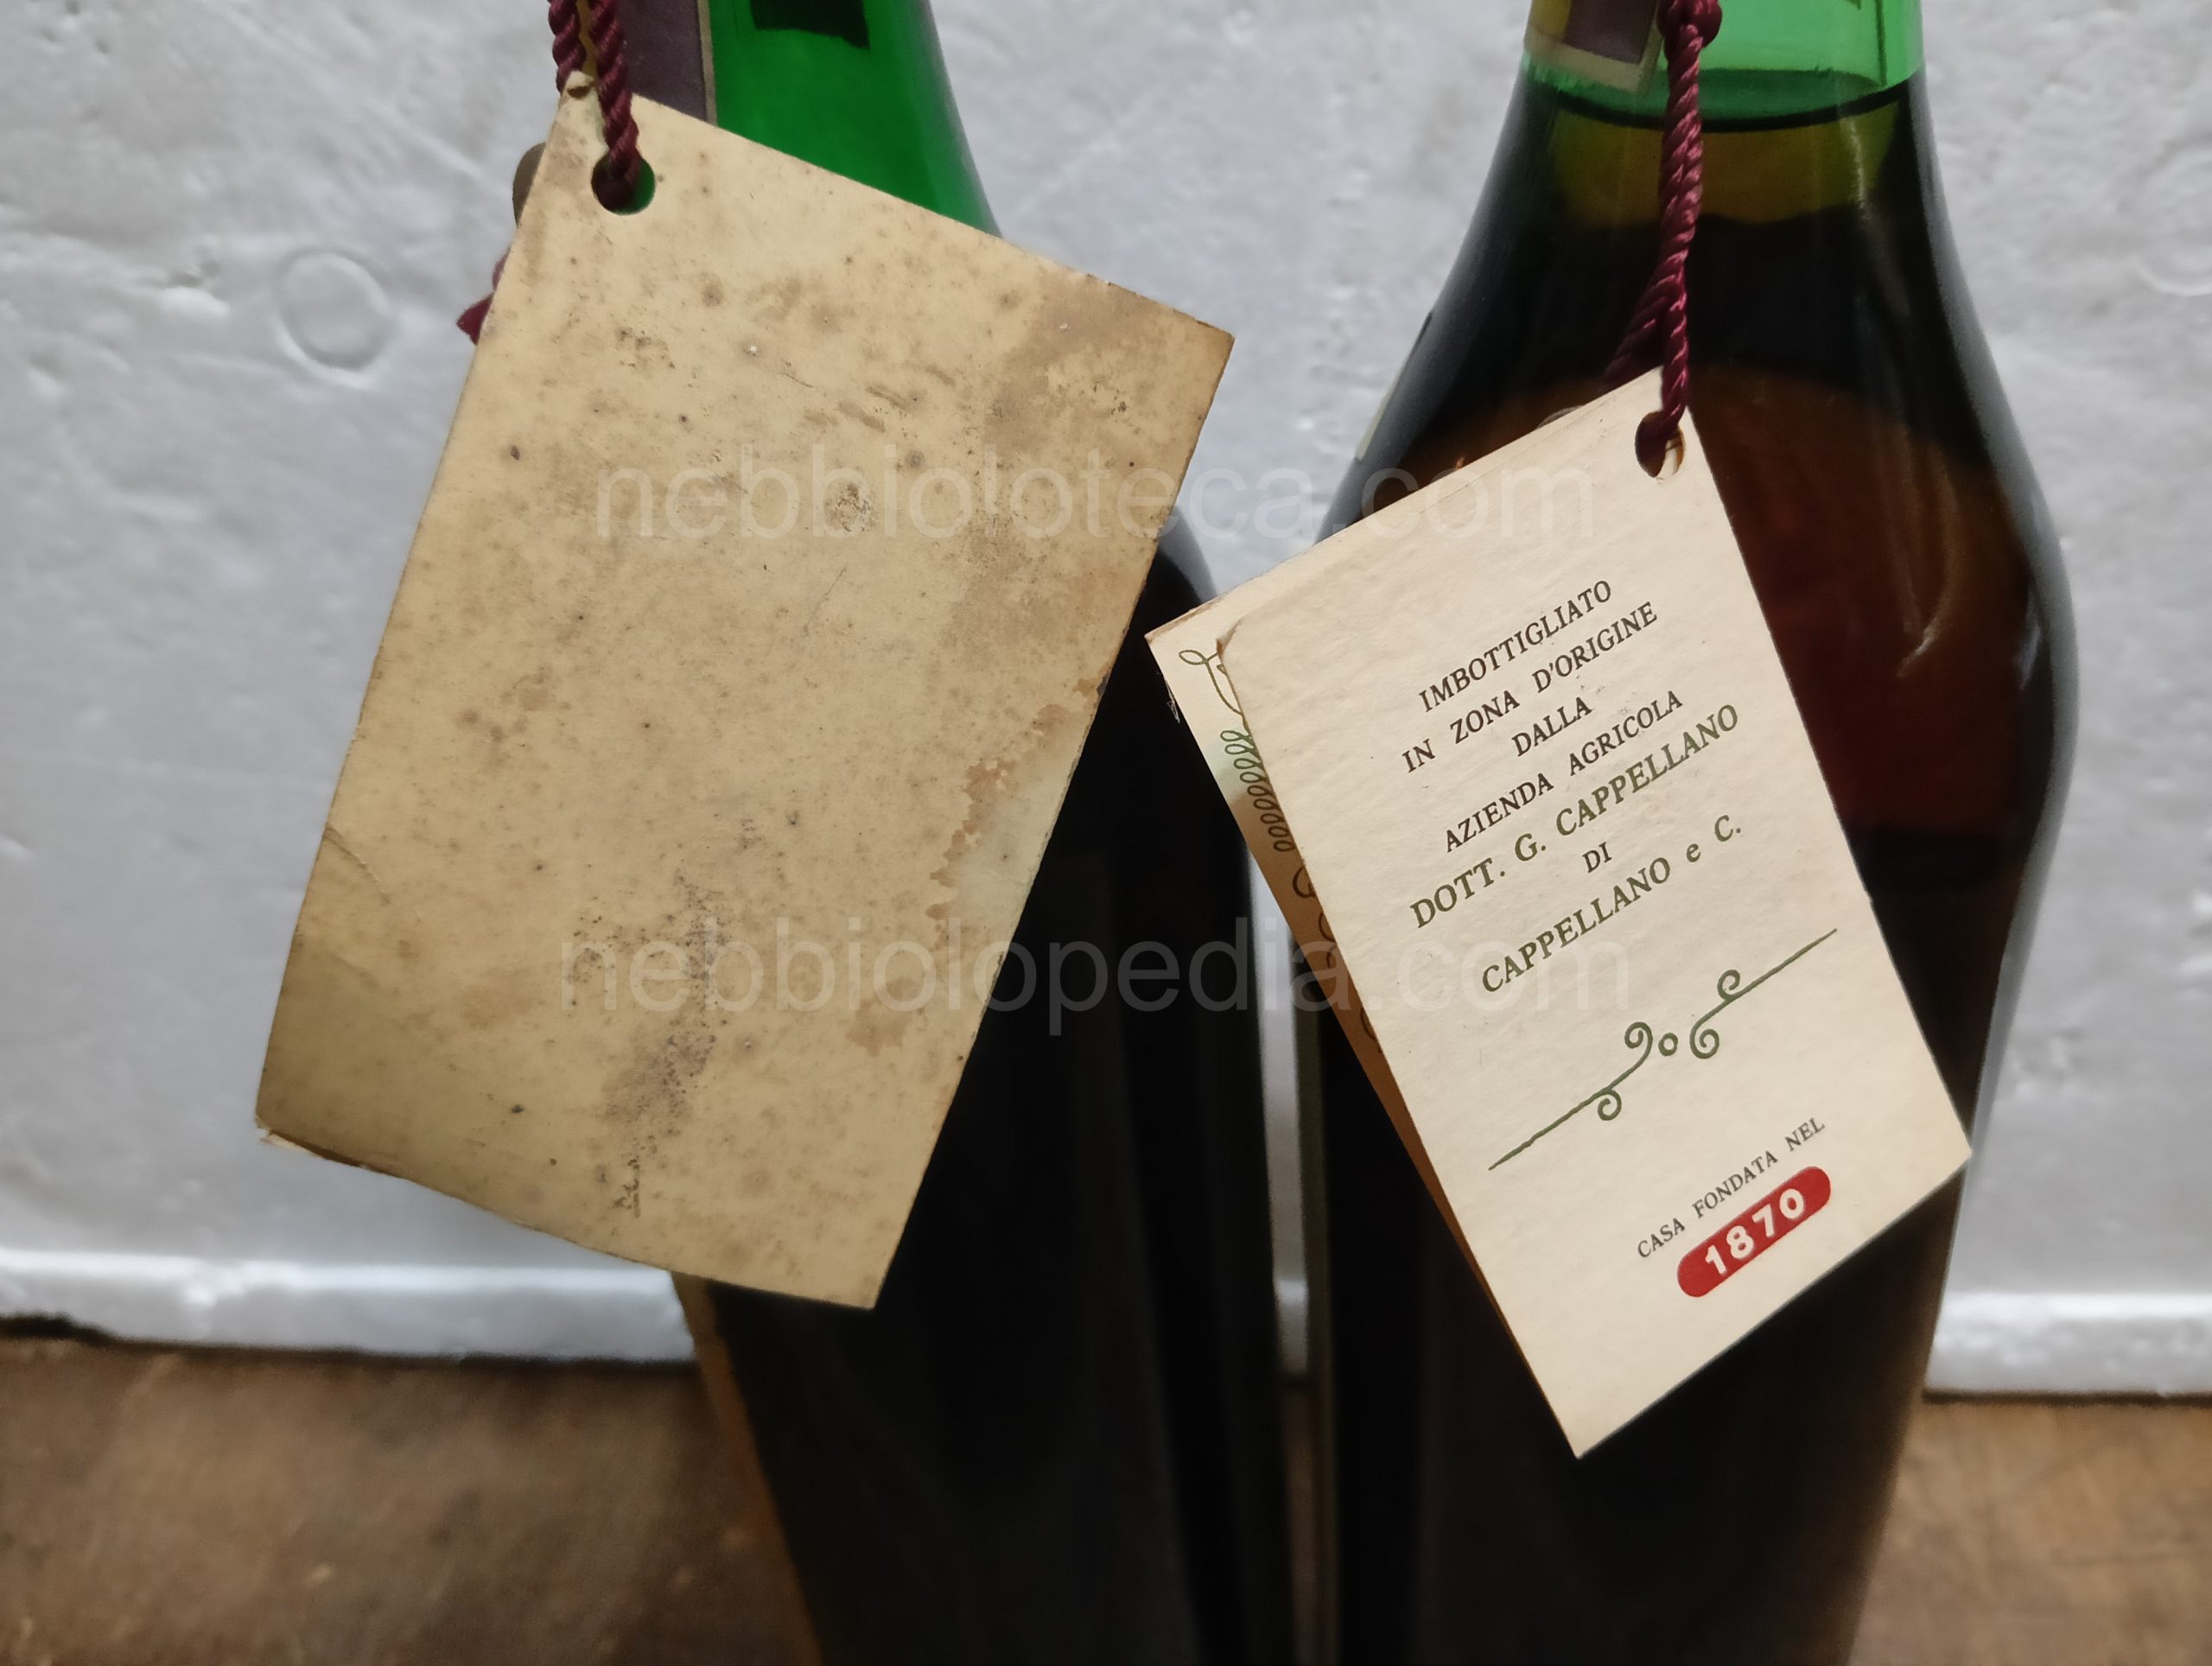 nebbioloteca.com
nebbiolopedia.com
IMBOTTIGLIATO
IN ZONA D'ORIGINE
DALLA
AZIENDA AGRICOLA
DOTT. G. CAPPELLANO
DI
CAPPELLANO e C.
CASA FONDATA NEL
1870